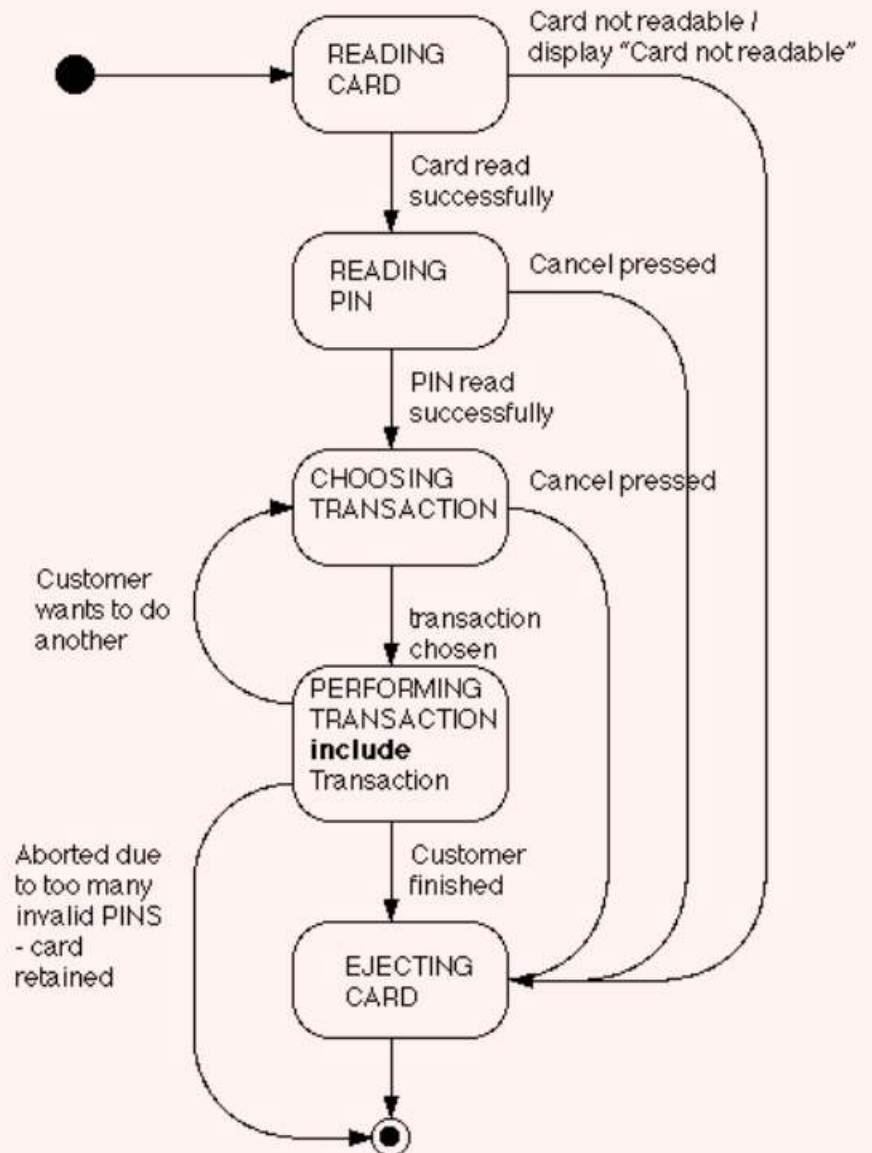 READING
CARD
Card not readable /
display "Card not readable"
Card read
successfully
READING
PIN
Cancel pressed
PIN read
successfully
CHOOSING
TRANSACTION
Cancel pressed
Customer
wants to do
another
transaction
chosen
PERFORMING
TRANSACTION
include
Transaction
Aborted due
to too many
invalid PINS
- card
retained
Customer
finished
EJECTING
CARD